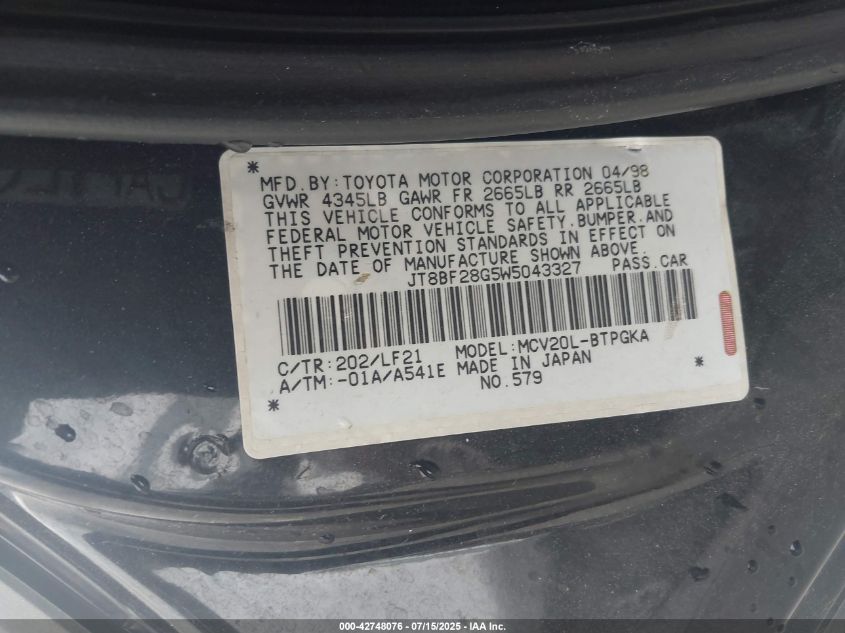 *
MFD. BY: TOYOTA MOTOR CORPORATION 04/98
GVWR 4345LB GAWR FR 2665LB RR 2665LB
THIS VEHICLE CONFORMS TO ALL APPLICABLE
FEDERAL MOTOR VEHICLE SAFETY, BUMPER, AND
THEFT PREVENTION STANDARDS IN EFFECT ON
THE DATE OF MANUFACTURE SHOWN ABOVE.
JT8BF28G5W5043327 PASS. CAR
C/TR: 202/LF21 MODEL: MCV20L-BTPGKA
A/TM: -01A/A541E MADE IN JAPAN *
* NO. 579
000-42748076 - 07/15/2025 - IAA Inc.